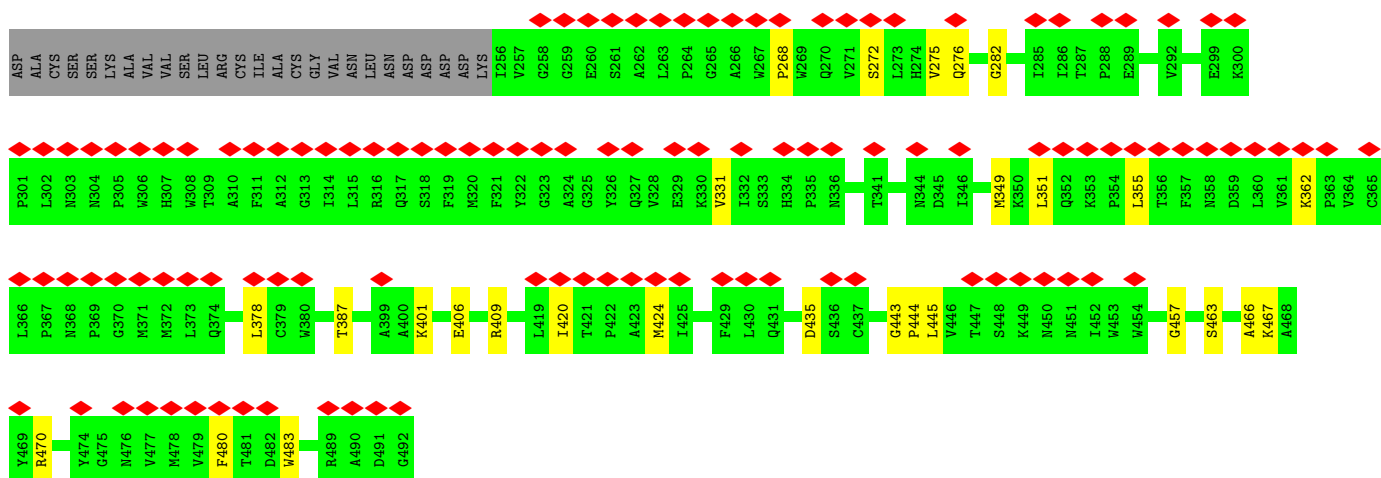 ASP ALA CYS SER SER LYS ALA VAL VAL SER LEU ARG CYS ILE ALA CYS GLY VAL ASN LEU ASN ASP ASP ASP ASP LYS I256 V257 G258 G259 E260 S261 A262 L263 P264 G265 A266 W267 P268 W269 Q270 V271 S272 L273 H274 V275 Q276 G282 I285 I286 T287 P288 E289 V292 E299 K300
P301 L302 N303 N304 P305 W306 H307 W308 T309 A310 F311 A312 G313 I314 L315 R316 Q317 S318 F319 M320 F321 Y322 G323 A324 G325 Y326 Q327 V328 E329 K330 V331 I332 S333 H334 P335 N336 T341 N344 D345 I346 M349 K350 L351 Q352 K353 P354 L355 T356 F357 N358 D359 L360 V361 K362 P363 V364 C365
L366 P367 N368 P369 G370 M371 M372 L373 Q374 L378 C379 W380 T387 A399 A400 K401 E406 R409 L419 I420 T421 P422 A423 M424 I425 F429 L430 Q431 D435 S436 C437 G443 P444 L445 V446 T447 S448 K449 N450 N451 I452 W453 W454 G457 S463 A466 K467 A468
Y469 R470 Y474 G475 N476 V477 M478 V479 F480 T481 D482 W483 R489 A490 D491 G492